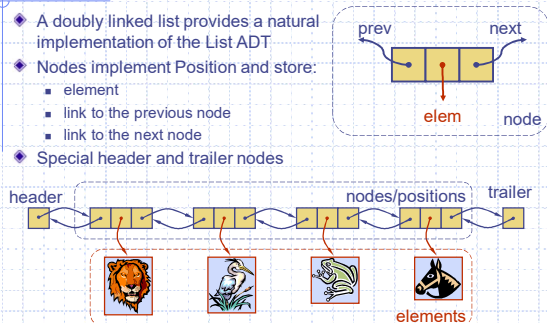 A doubly linked list provides a natural
implementation of the List ADT
Nodes implement Position and store:
element
link to the previous node
link to the next node
Special header and trailer nodes
prev
next
elem
node
header
nodes/positions
trailer
elements